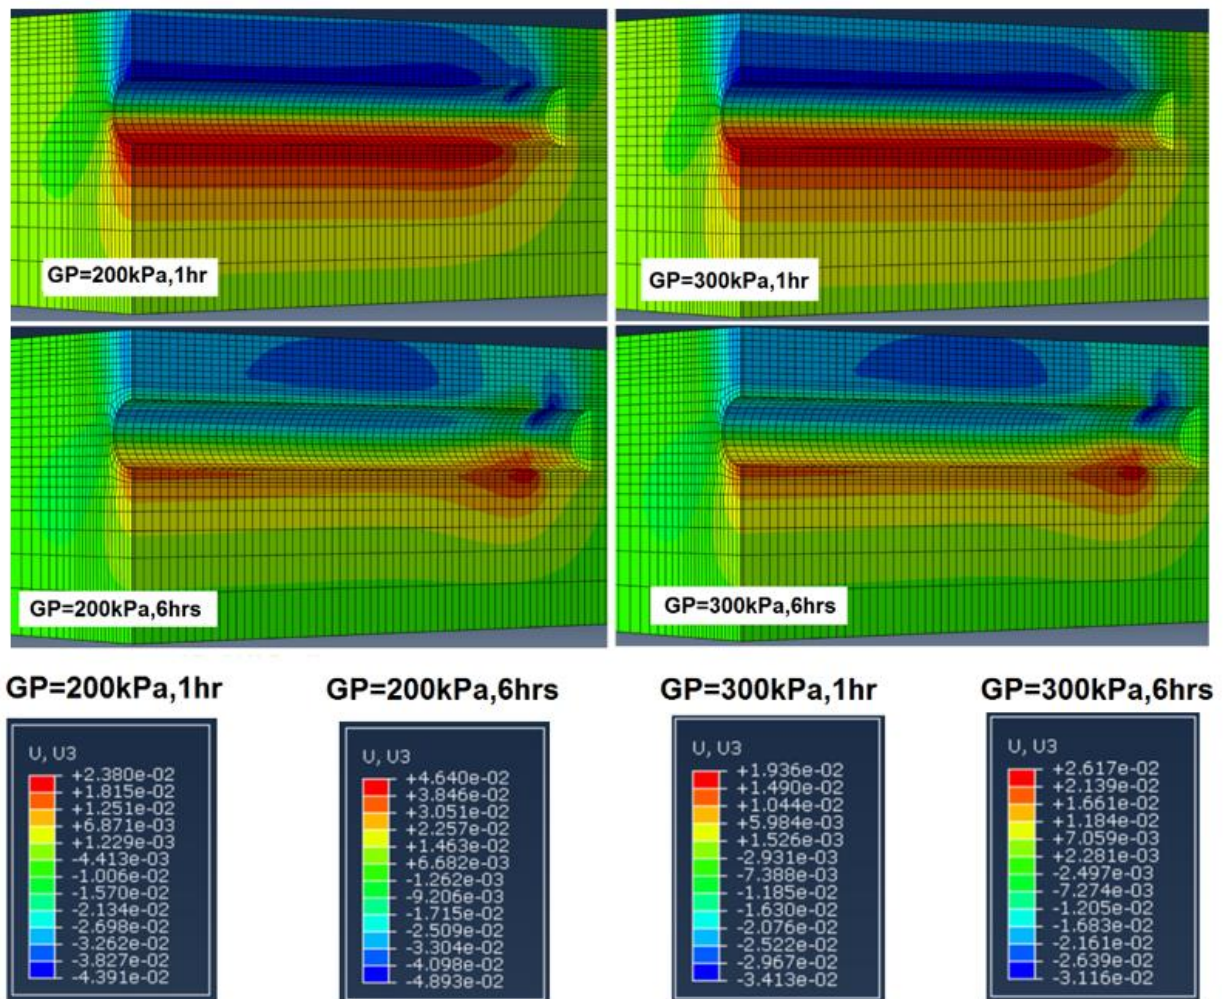 GP=200kPa,1hr
GP=300kPa,1hr
GP=200kPa,6hrs
GP=300kPa,6hrs
GP=200kPa,1hr
U, U3
+2.380e-02
+1.815e-02
+1.251e-02
+6.871e-03
+1.229e-03
-4.413e-03
-1.006e-02
-1.570e-02
-2.134e-02
-2.698e-02
-3.262e-02
-3.827e-02
-4.391e-02
GP=200kPa,6hrs
U, U3
+4.640e-02
+3.846e-02
+3.051e-02
+2.257e-02
+1.463e-02
+6.682e-03
-1.262e-03
-9.206e-03
-1.715e-02
-2.509e-02
-3.304e-02
-4.098e-02
-4.893e-02
GP=300kPa,1hr
U, U3
+1.936e-02
+1.490e-02
+1.044e-02
+5.984e-03
+1.526e-03
-2.931e-03
-7.388e-03
-1.185e-02
-1.630e-02
-2.076e-02
-2.522e-02
-2.967e-02
-3.413e-02
GP=300kPa,6hrs
U, U3
+2.617e-02
+2.139e-02
+1.661e-02
+1.184e-02
+7.059e-03
+2.281e-03
-2.497e-03
-7.274e-03
-1.205e-02
-1.683e-02
-2.161e-02
-2.639e-02
-3.116e-02